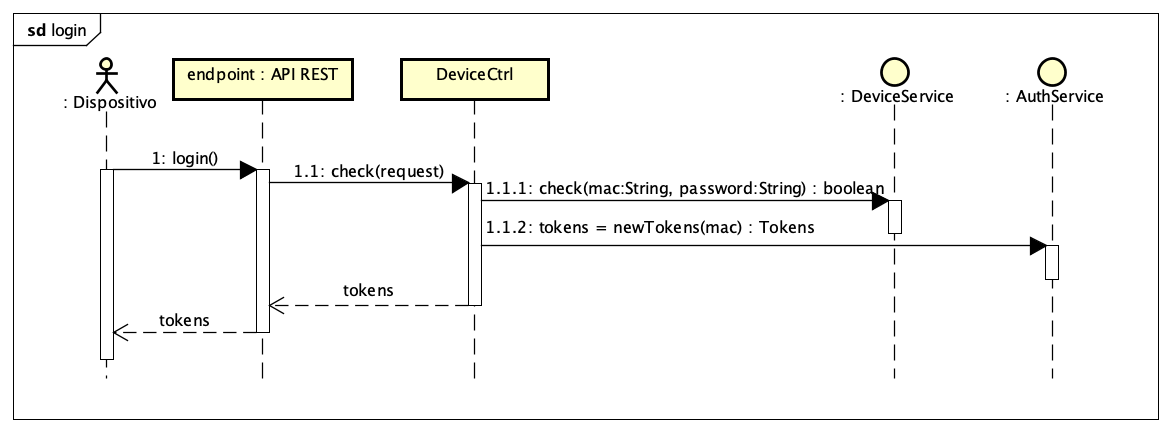 sd login
: Dispositivo
endpoint : API REST
DeviceCtrl
: DeviceService
: AuthService
1: login()
1.1: check(request)
1.1.1: check(mac:String, password:String) : boolean
1.1.2: tokens = newTokens(mac) : Tokens
tokens
tokens